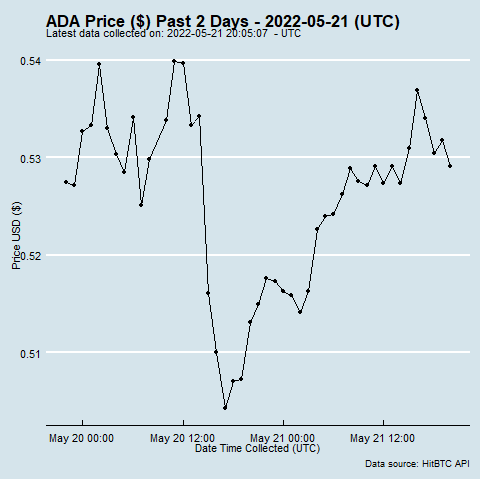 ADA Price ($) Past 2 Days - 2022-05-21 (UTC)
Latest data collected on: 2022-05-21 20:05:07 - UTC
0.54
0.53
0.52
0.51
Price USD ($)
May 20 00:00 May 20 12:00 May 21 00:00 May 21 12:00
Date Time Collected (UTC)
Data source: HitBTC API